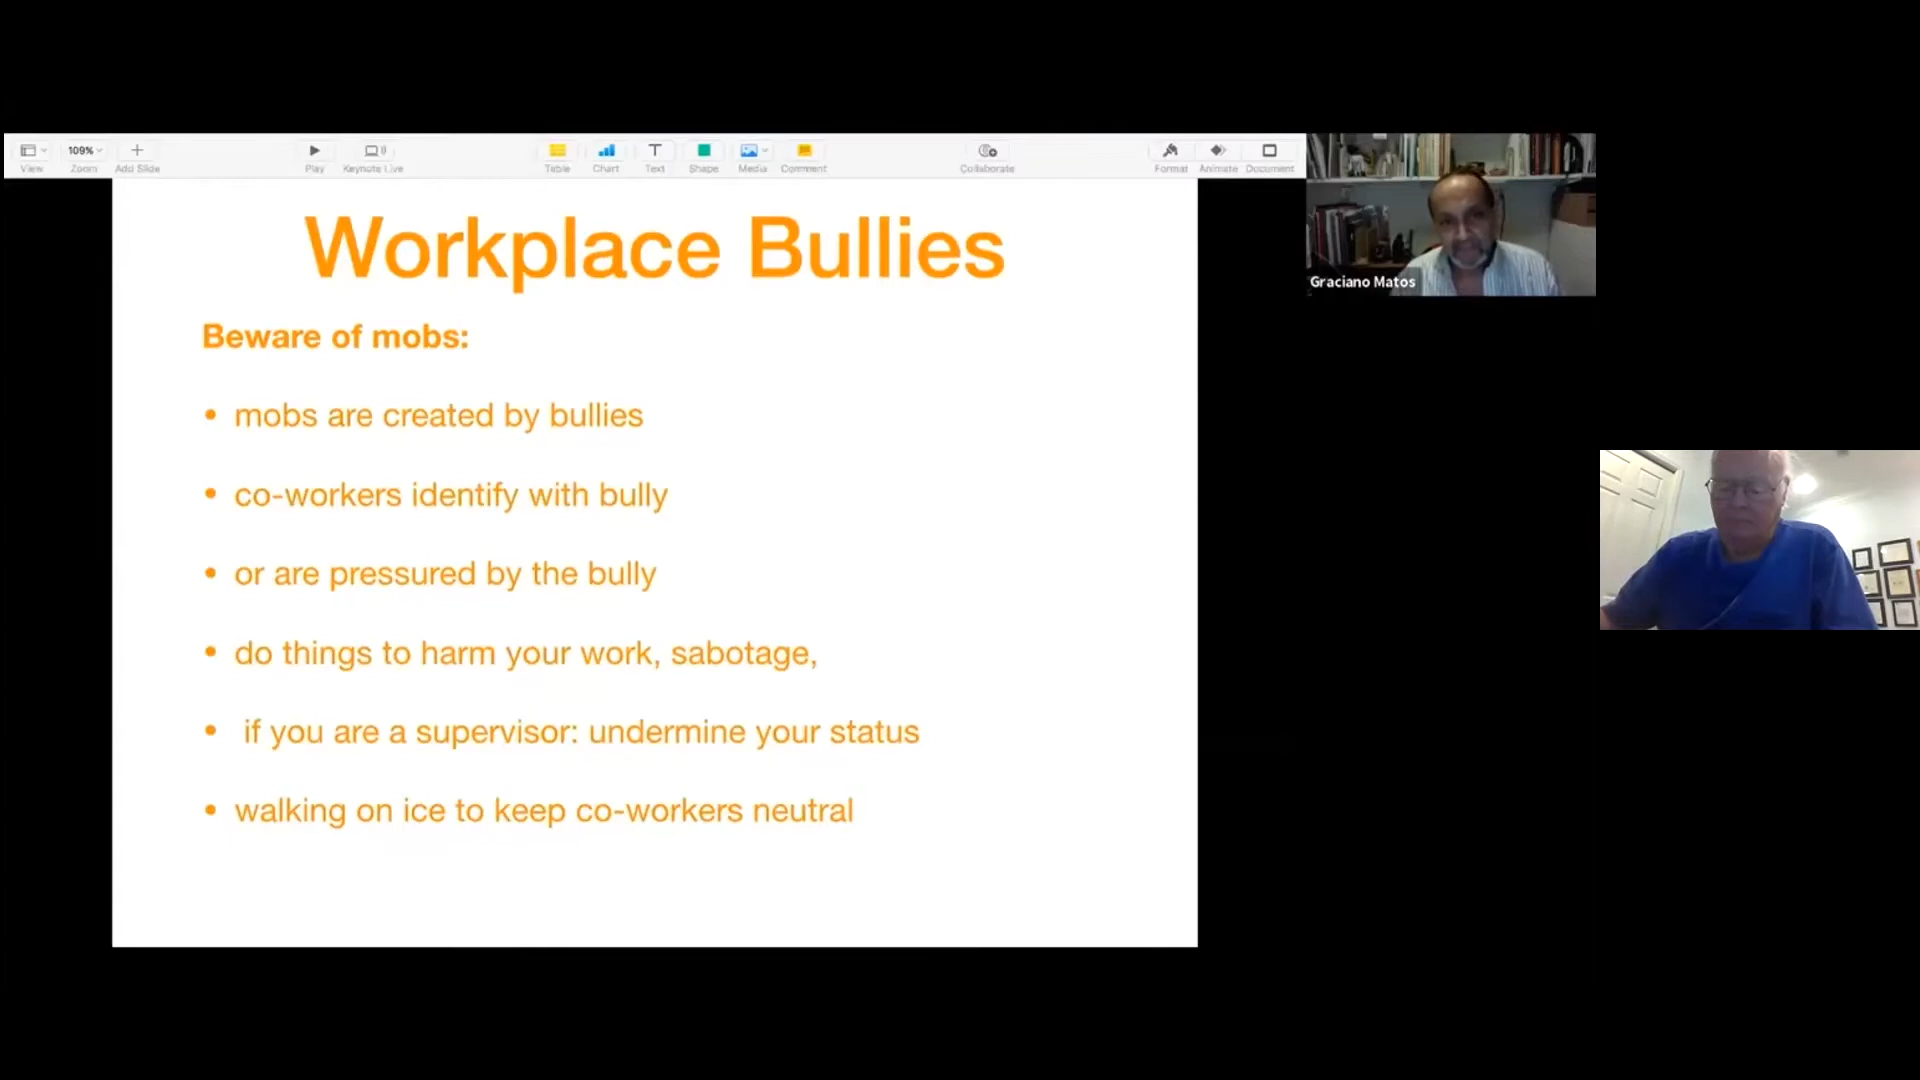 109%
View
Zoom
Add Slide
Play
Keynote Live
Table
Chart
Text
Shape
Media
Comment
Collaborate
Format
Animate
Document
Workplace Bullies
Beware of mobs:
• mobs are created by bullies
• co-workers identify with bully
• or are pressured by the bully
• do things to harm your work, sabotage,
• if you are a supervisor: undermine your status
• walking on ice to keep co-workers neutral
Graciano Matos